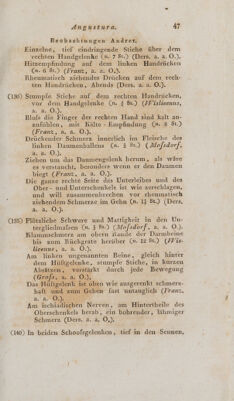 Angustura. 47
Beobachtungen Andrer.
Einzelne, tief eindringende Stiche über dem
rechten Handgelenke (n. 7 St.) (Ders. a. a. O.).
Hitzempfindung auf dem linken Handrücken
(n. 6 St.) (Franz, a. a. O.).
Rheumatisch ziehendes Drücken auf dem rech-
ten Handrücken, Abends (Ders. a. a. O.).
(130) Stumpfe Stiche auf dem rechten Handrücken,
vor dem Handgelenke (n. St.) (Wislicenus,
a. a. O.).
Bloſs die Finger der rechten Hand sind kalt an-
zufühlen, mit Kälte-Empfindung (n. 3 St.)
(Franz, a. a. O.).
Drückender Schmerz innerlich im Fleische des
linken Daumenballens (n. St.) (Mofsdorf,
a. a. O.).
Ziehen um das Daumengelenk herum, als wäre
es verstaucht, besonders wenn er den Daumen
biegt (Franz, a. a. O.).
Die ganze rechte Seite des Unterleibes und des
Ober- und Unterschenkels ist wie zerschlagen,
und will zusammenbrechen vor rheumatisch
ziehendem Schmerze im Gehn (n. 1½ St.) (Ders.
a. a. O.).
(135) Plötzliche Schwere und Mattigkeit in den Un-
tergliedmaſsen (n. St.) (Mofsdorf, a. a. O.).
Klammschmerz am obern Rande der Darmbeine
bis zum Rückgrate herüber (n. 12 St.) (Wis-
licenus, a. a. O.).
Am linken ungenannten Beine, gleich hinter
dem Hüftgelenke, stumpfe Stiche, in kurzen
Absätzen, verstärkt durch jede Bewegung
(Groſs, a. a. O.).
Das Hüftgelenk ist oben wie ausgerenkt schmerz-
haft und zum Gehen fast untauglich (Franz,
a. a. O.).
Am ischiadischen Nerven, am Hintertheile des
Oberschenkels herab, ein bohrender, lähmiger
Schmerz (Ders. a. a. O.).
(140) In beiden Schooſsgelenken, tief in den Sennen,